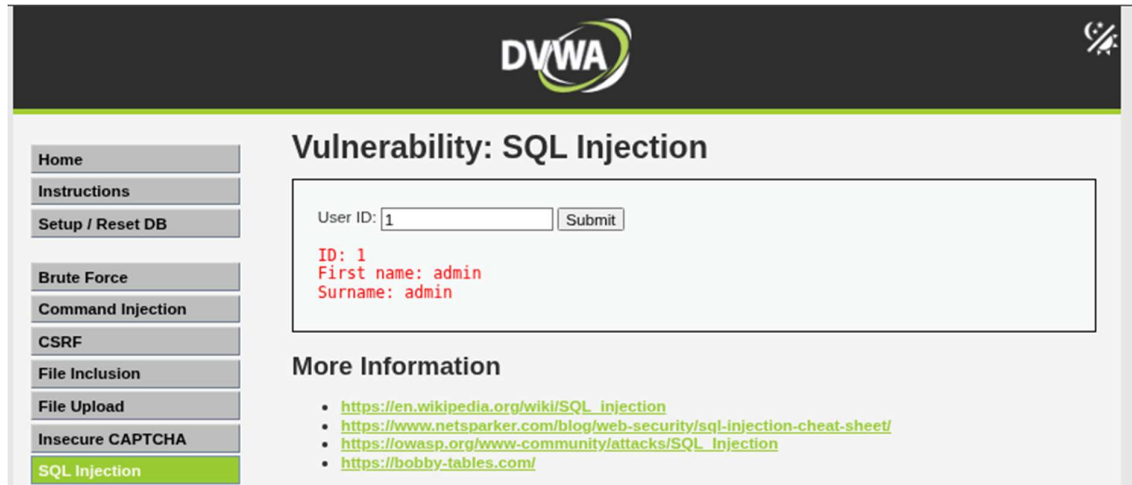 DVWA
Home
Instructions
Setup / Reset DB
Brute Force
Command Injection
CSRF
File Inclusion
File Upload
Insecure CAPTCHA
SQL Injection
Vulnerability: SQL Injection
User ID: 1 Submit
ID: 1
First name: admin
Surname: admin
More Information
https://en.wikipedia.org/wiki/SQL_injection
https://www.netsparker.com/blog/web-security/sql-injection-cheat-sheet/
https://owasp.org/www-community/attacks/SQL_Injection
https://bobby-tables.com/